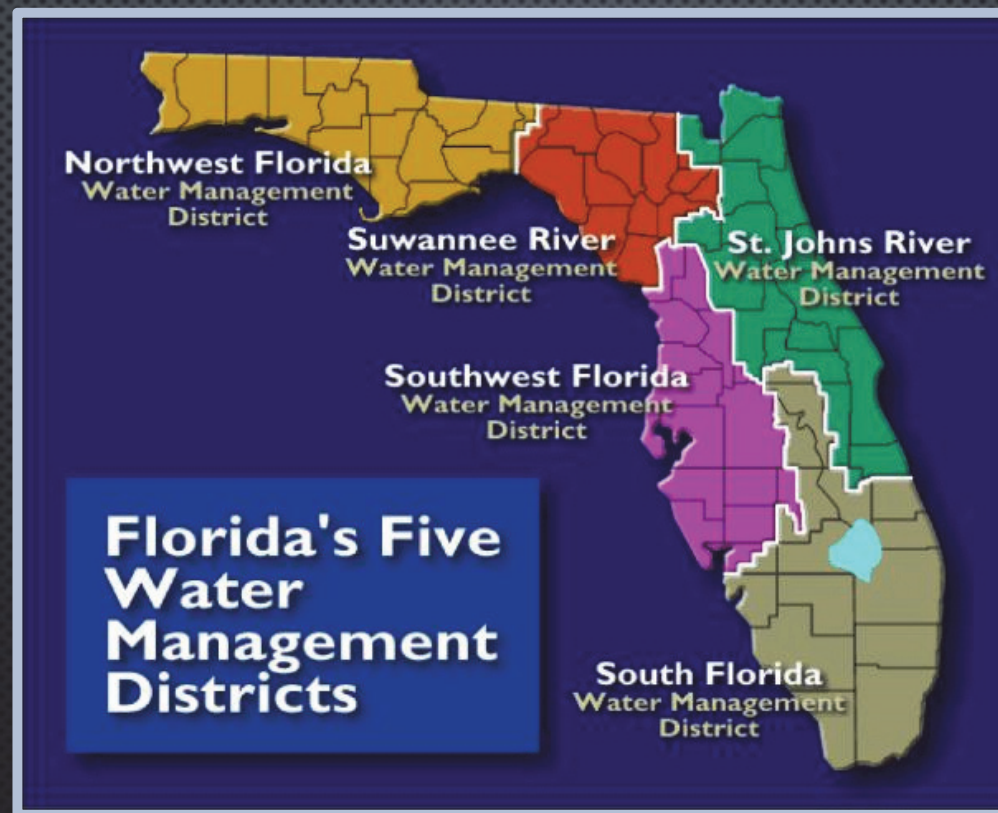 Northwest Florida
Water Management
District
Suwannee River
Water Management
District
St. Johns River
Water Management
District
Southwest Florida
Water Management
District
Florida's Five
Water
Management
Districts
South Florida
Water Management
District